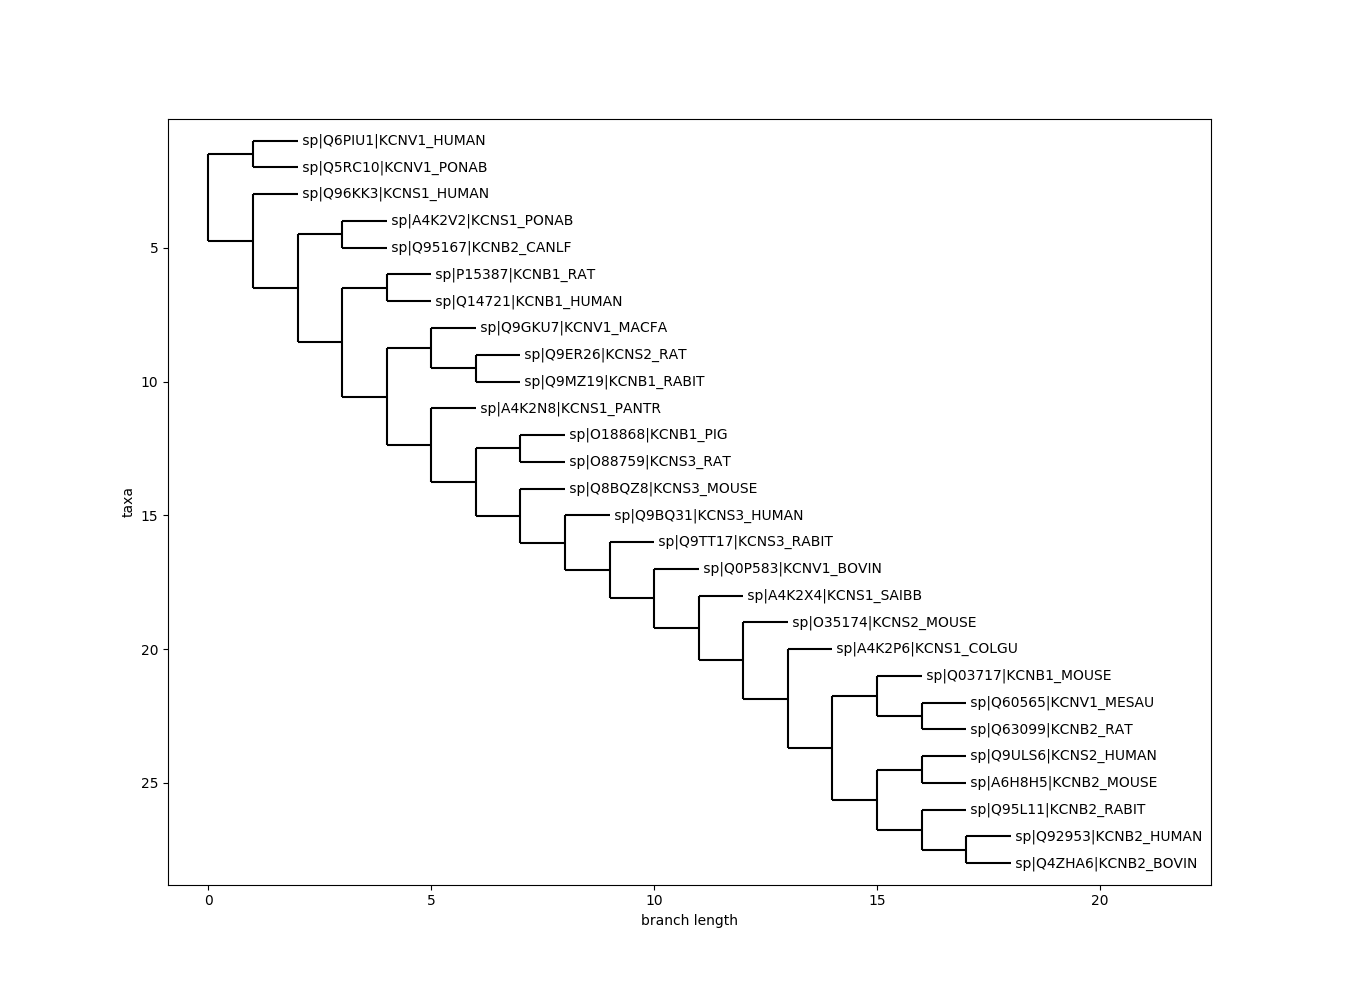 sp|Q6PIU1|KCNV1_HUMAN
sp|Q5RC10|KCNV1_PONAB
sp|Q96KK3|KCNS1_HUMAN
sp|A4K2V2|KCNS1_PONAB
5
sp|Q95167|KCNB2_CANLF
sp|P15387|KCNB1_RAT
sp|Q14721|KCNB1_HUMAN
sp|Q9GKU7|KCNV1_MACFA
sp|Q9ER26|KCNS2_RAT
10
sp|Q9MZ19|KCNB1_RABIT
sp|A4K2N8|KCNS1_PANTR
sp|O18868|KCNB1_PIG
sp|O88759|KCNS3_RAT
sp|Q8BQZ8|KCNS3_MOUSE
taxa
15
sp|Q9BQ31|KCNS3_HUMAN
sp|Q9TT17|KCNS3_RABIT
sp|Q0P583|KCNV1_BOVIN
sp|A4K2X4|KCNS1_SAIBB
sp|O35174|KCNS2_MOUSE
20
sp|A4K2P6|KCNS1_COLGU
sp|Q03717|KCNB1_MOUSE
sp|Q60565|KCNV1_MESAU
sp|Q63099|KCNB2_RAT
sp|Q9ULS6|KCNS2_HUMAN
25
sp|A6H8H5|KCNB2_MOUSE
sp|Q95L11|KCNB2_RABIT
sp|Q92953|KCNB2_HUMAN
sp|Q4ZHA6|KCNB2_BOVIN
0 5 10 15 20
branch length